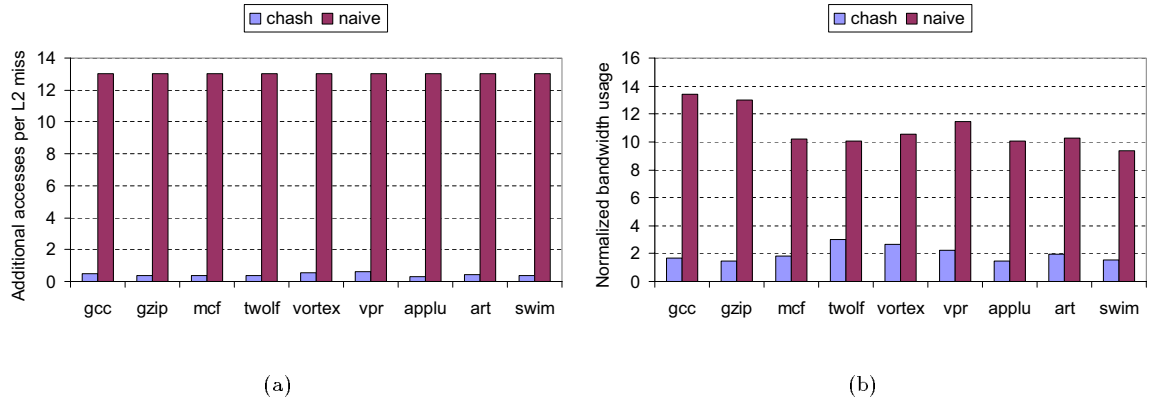 chash naive
Additional accesses per L2 miss
14
12
10
8
6
4
2
0
gcc gzip mcf twolf vortex vpr applu art swim
(a)
chash naive
Normalized bandwidth usage
16
14
12
10
8
6
4
2
0
gcc gzip mcf twolf vortex vpr applu art swim
(b)